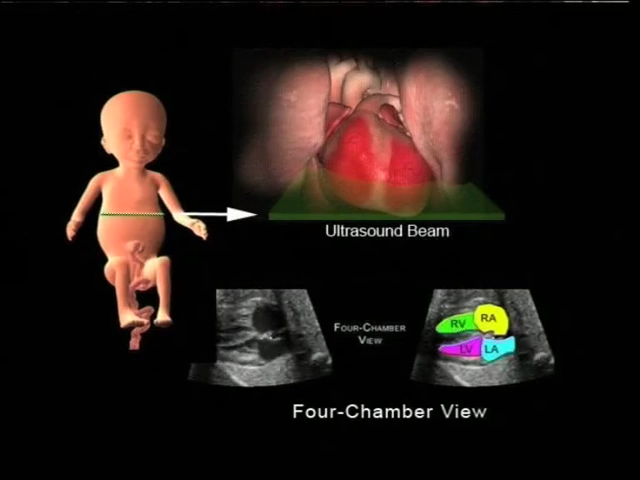 Ultrasound Beam
FOUR-CHAMBER
VIEW
RV
RA
LV
LA
Four-Chamber View